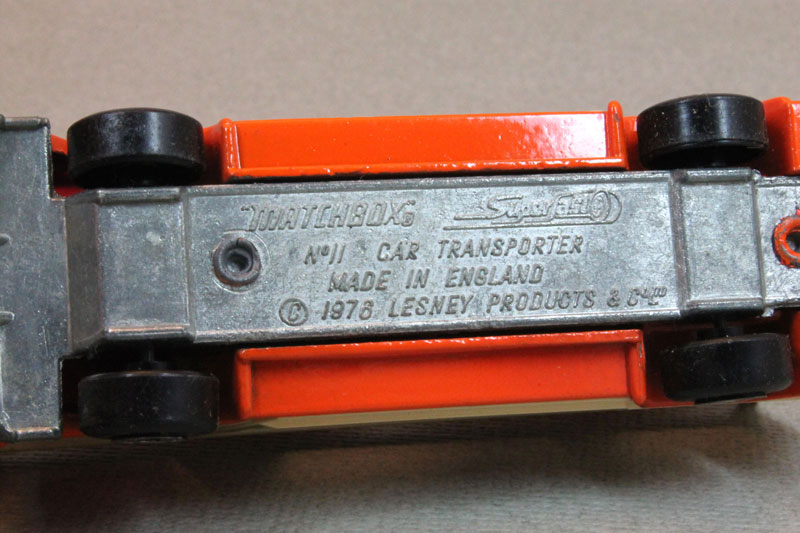 "MATCHBOX"
SuperFast
Nº11 CAR TRANSPORTER
MADE IN ENGLAND
© 1976 LESNEY PRODUCTS & Cº Lᵀᴰ